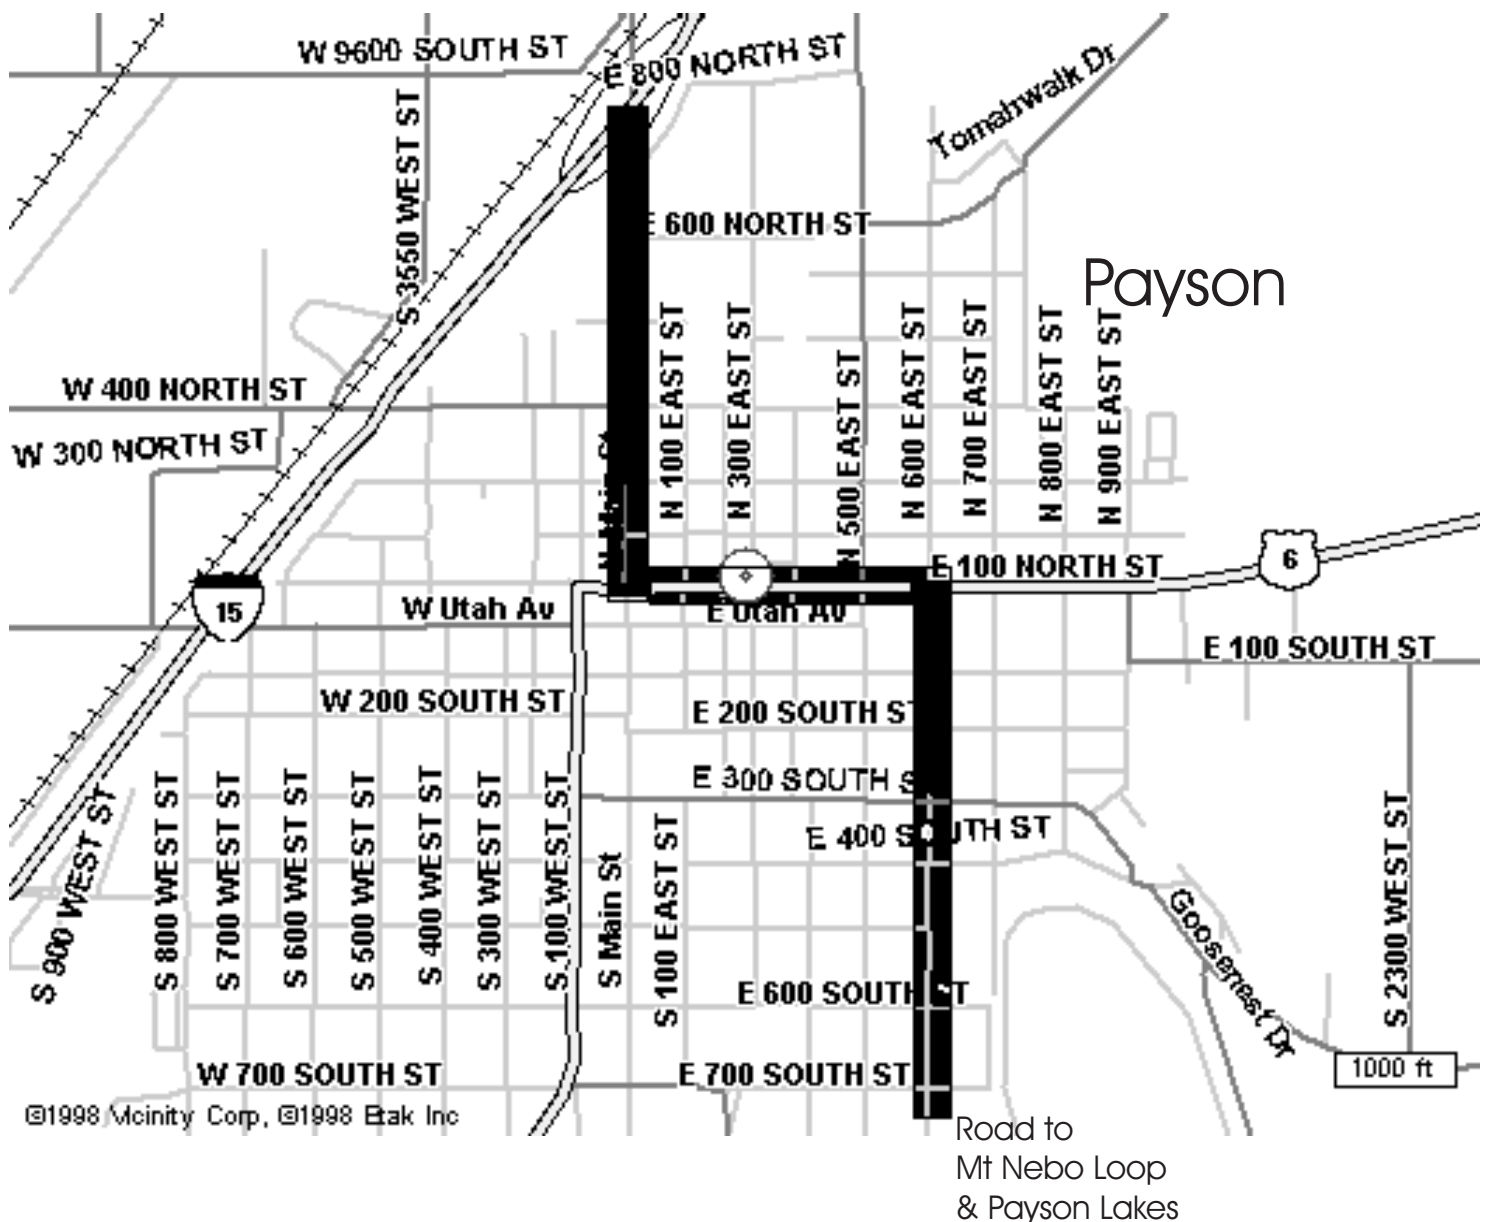 W 9600 SOUTH ST
E 800 NORTH ST
Tomahwalk Dr
S 3550 WEST ST
E 600 NORTH ST
Payson
W 400 NORTH ST
W 300 NORTH ST
N 100 EAST ST
N 300 EAST ST
N 500 EAST ST
N 600 EAST ST
N 700 EAST ST
N 800 EAST ST
N 900 EAST ST
E 100 NORTH ST
6
15
W Utah Av
E Utah Av
E 100 SOUTH ST
W 200 SOUTH ST
E 200 SOUTH ST
E 300 SOUTH S
E 400 SOUTH ST
S 900 WEST ST
S 800 WEST ST
S 700 WEST ST
S 600 WEST ST
S 500 WEST ST
S 400 WEST ST
S 300 WEST ST
S 100 WEST ST
S Main St
S 100 EAST ST
Goosenest Dr
S 2300 WEST ST
E 600 SOUTH ST
W 700 SOUTH ST
E 700 SOUTH ST
1000 ft
©1998 Mcinity Corp, ©1998 Etak Inc
Road to
Mt Nebo Loop
& Payson Lakes